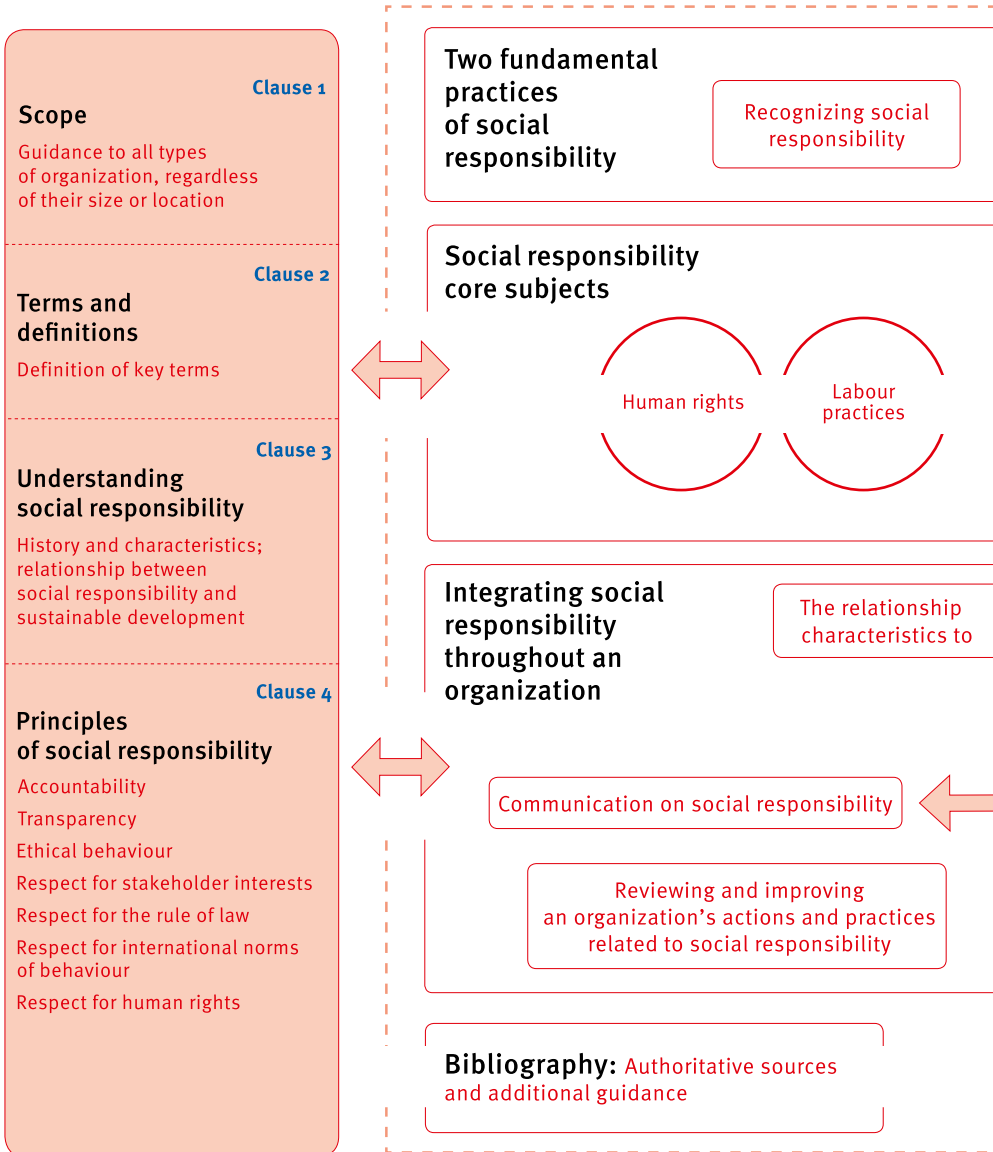 Clause 1
Scope
Guidance to all types
of organization, regardless
of their size or location
Clause 2
Terms and
definitions
Definition of key terms
Clause 3
Understanding
social responsibility
History and characteristics;
relationship between
social responsibility and
sustainable development
Clause 4
Principles
of social responsibility
Accountability
Transparency
Ethical behaviour
Respect for stakeholder interests
Respect for the rule of law
Respect for international norms
of behaviour
Respect for human rights
Two fundamental
practices
of social
responsibility
Recognizing social
responsibility
Social responsibility
core subjects
Human rights
Labour
practices
Integrating social
responsibility
throughout an
organization
The relationship
characteristics to
Communication on social responsibility
Reviewing and improving
an organization’s actions and practices
related to social responsibility
Bibliography: Authoritative sources
and additional guidance